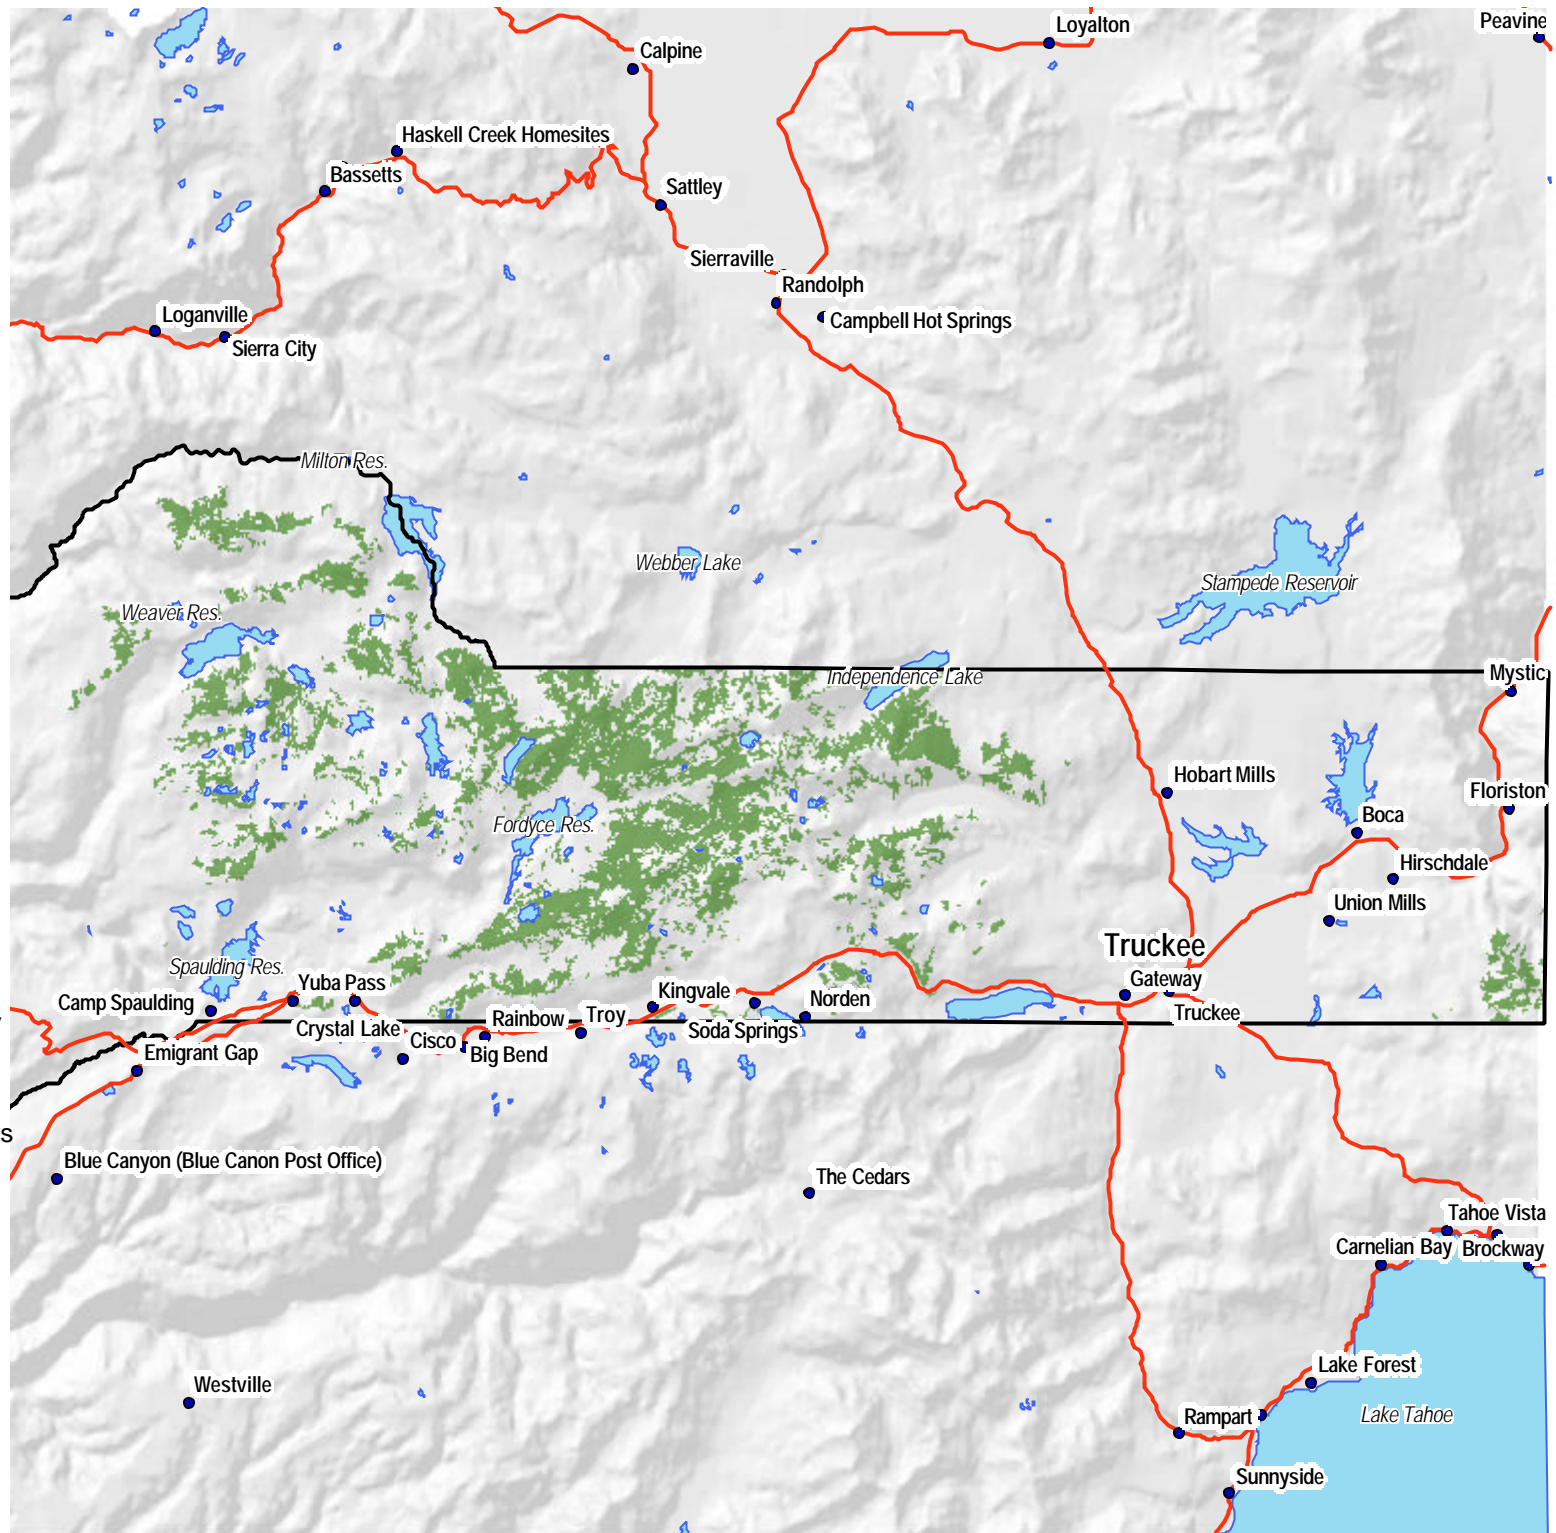 Loyalton
Peavine
Calpine
Haskell Creek Homesites
Bassetts
Sattley
Sierraville
Randolph
Campbell Hot Springs
Loganville
Sierra City
Milton Res.
Webber Lake
Stampede Reservoir
Weaver Res.
Independence Lake
Mystic
Hobart Mills
Floriston
Boca
Fordyce Res.
Hirschdale
Union Mills
Truckee
Spaulding Res.
Yuba Pass
Gateway
Camp Spaulding
Kingvale
Norden
Truckee
Rainbow
Troy
Crystal Lake
Soda Springs
Cisco
Big Bend
Emigrant Gap
s
Blue Canyon (Blue Canon Post Office)
The Cedars
Tahoe Vista
Carnelian Bay
Brockway
Lake Forest
Westville
Rampart
Lake Tahoe
Sunnyside